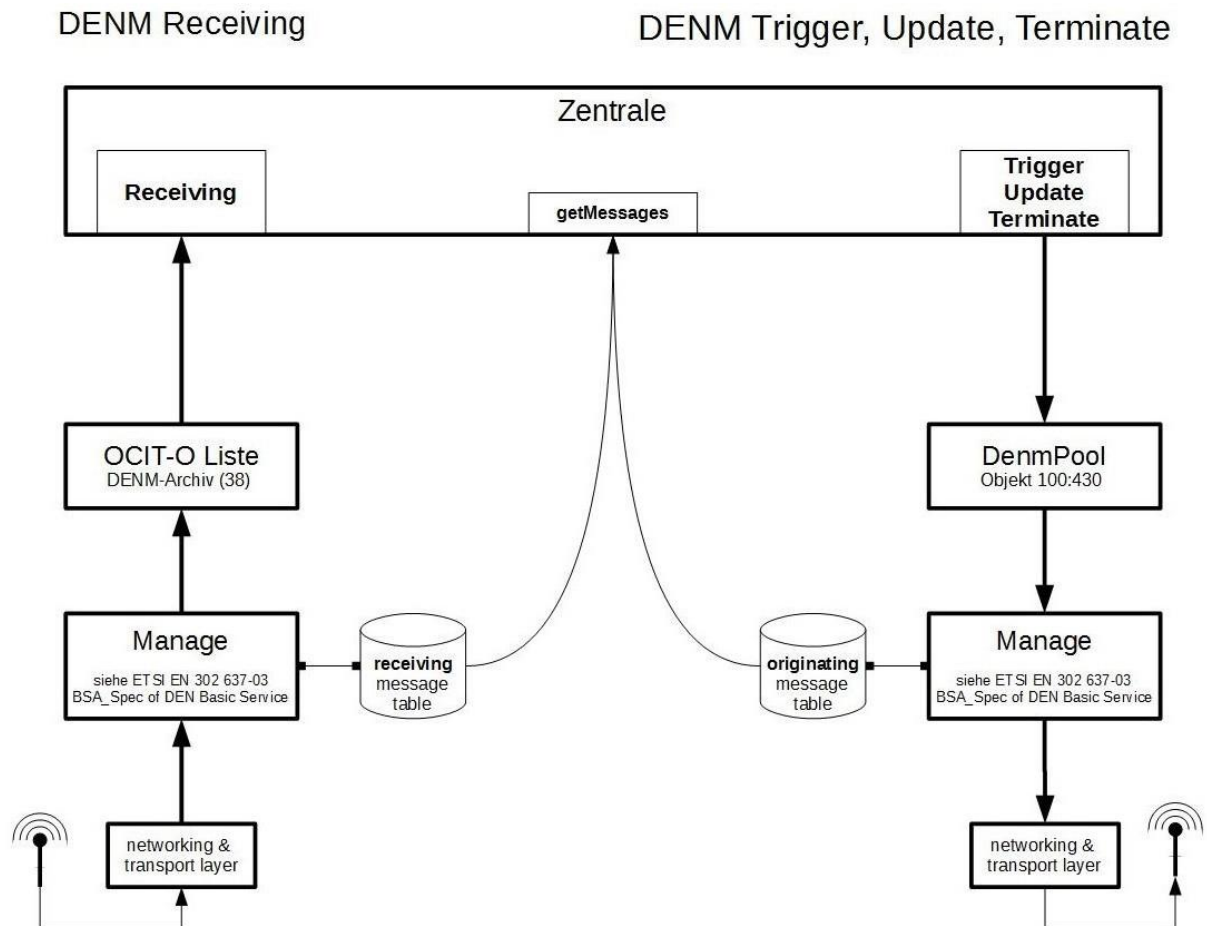 DENM Receiving
DENM Trigger, Update, Terminate
Zentrale
Receiving
getMessages
Trigger
Update
Terminate
OCIT-O Liste
DENM-Archiv (38)
DenmPool
Objekt 100:430
Manage
siehe ETSI EN 302 637-03
BSA_Spec of DEN Basic Service
receiving
message
table
originating
message
table
Manage
siehe ETSI EN 302 637-03
BSA_Spec of DEN Basic Service
networking &
transport layer
networking &
transport layer